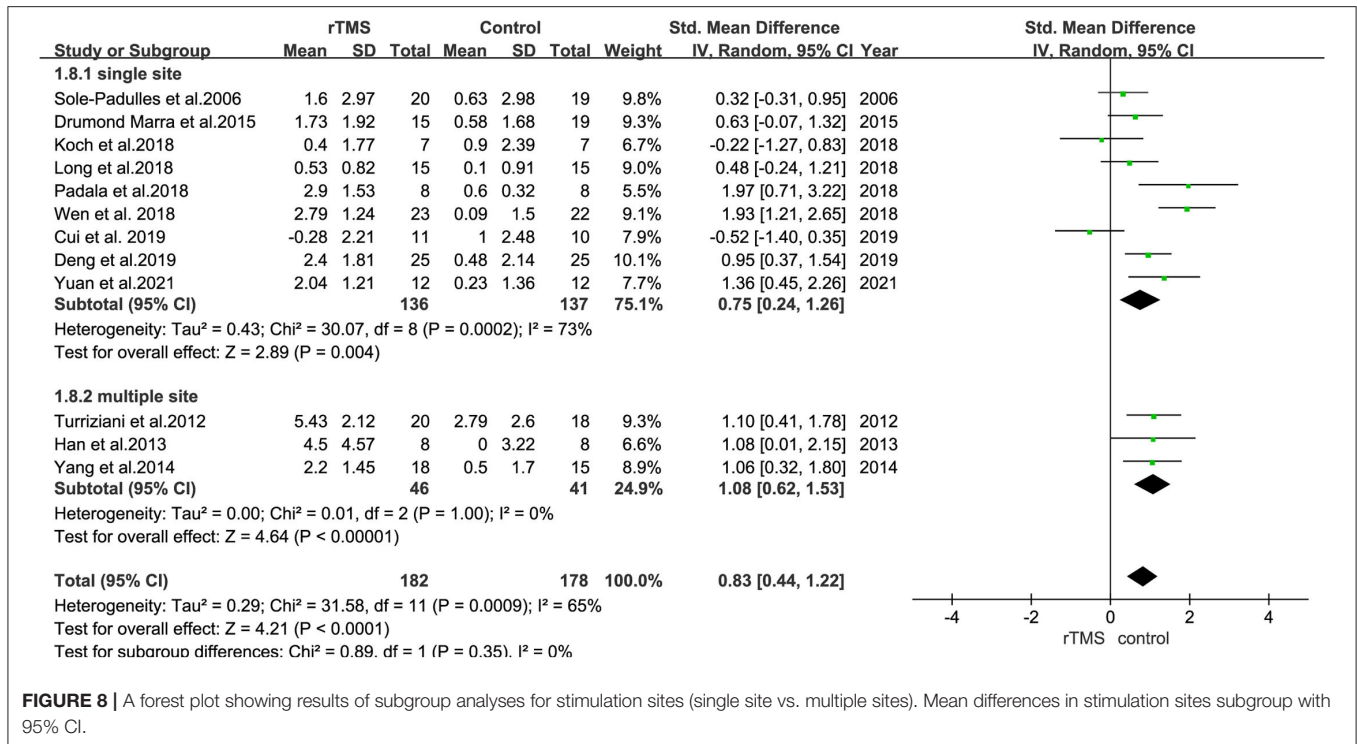 rTMS Control Std. Mean Difference Std. Mean Difference
Study or Subgroup Mean SD Total Mean SD Total Weight IV, Random, 95% CI Year IV, Random, 95% CI
1.8.1 single site
Sole-Padulles et al.2006 1.6 2.97 20 0.63 2.98 19 9.8% 0.32 [-0.31, 0.95] 2006
Drumond Marra et al.2015 1.73 1.92 15 0.58 1.68 19 9.3% 0.63 [-0.07, 1.32] 2015
Koch et al.2018 0.4 1.77 7 0.9 2.39 7 6.7% -0.22 [-1.27, 0.83] 2018
Long et al.2018 0.53 0.82 15 0.1 0.91 15 9.0% 0.48 [-0.24, 1.21] 2018
Padala et al.2018 2.9 1.53 8 0.6 0.32 8 5.5% 1.97 [0.71, 3.22] 2018
Wen et al. 2018 2.79 1.24 23 0.09 1.5 22 9.1% 1.93 [1.21, 2.65] 2018
Cui et al. 2019 -0.28 2.21 11 1 2.48 10 7.9% -0.52 [-1.40, 0.35] 2019
Deng et al.2019 2.4 1.81 25 0.48 2.14 25 10.1% 0.95 [0.37, 1.54] 2019
Yuan et al.2021 2.04 1.21 12 0.23 1.36 12 7.7% 1.36 [0.45, 2.26] 2021
Subtotal (95% CI) 136 137 75.1% 0.75 [0.24, 1.26]
Heterogeneity: Tau² = 0.43; Chi² = 30.07, df = 8 (P = 0.0002); I² = 73%
Test for overall effect: Z = 2.89 (P = 0.004)
1.8.2 multiple site
Turriziani et al.2012 5.43 2.12 20 2.79 2.6 18 9.3% 1.10 [0.41, 1.78] 2012
Han et al.2013 4.5 4.57 8 0 3.22 8 6.6% 1.08 [0.01, 2.15] 2013
Yang et al.2014 2.2 1.45 18 0.5 1.7 15 8.9% 1.06 [0.32, 1.80] 2014
Subtotal (95% CI) 46 41 24.9% 1.08 [0.62, 1.53]
Heterogeneity: Tau² = 0.00; Chi² = 0.01, df = 2 (P = 1.00); I² = 0%
Test for overall effect: Z = 4.64 (P < 0.00001)
Total (95% CI) 182 178 100.0% 0.83 [0.44, 1.22]
Heterogeneity: Tau² = 0.29; Chi² = 31.58, df = 11 (P = 0.0009); I² = 65%
Test for overall effect: Z = 4.21 (P < 0.0001)
Test for subgroup differences: Chi² = 0.89, df = 1 (P = 0.35), I² = 0%
-4 -2 0 2 4
rTMS control
FIGURE 8 | A forest plot showing results of subgroup analyses for stimulation sites (single site vs. multiple sites). Mean differences in stimulation sites subgroup with
95% CI.